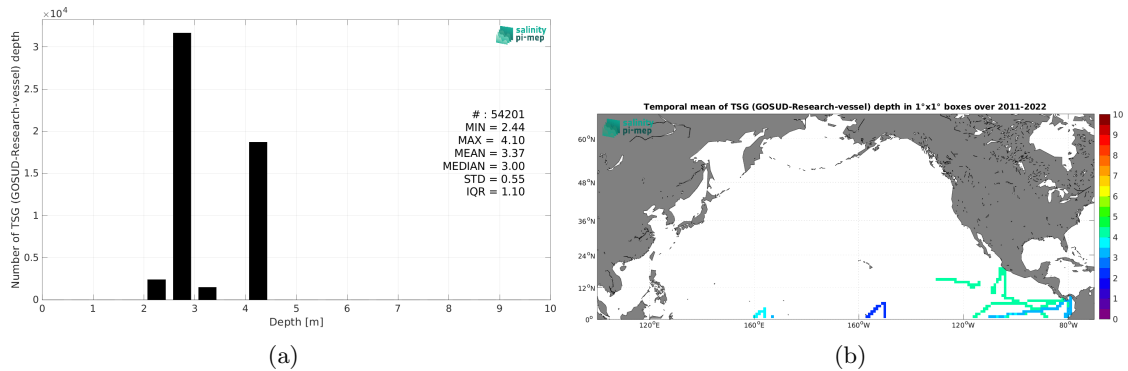 ×10⁴
salinity
pi-mep
Number of TSG (GOSUD-Research-vessel) depth
3
2.5
2
1.5
1
0.5
0
# : 54201
MIN = 2.44
MAX = 4.10
MEAN = 3.37
MEDIAN = 3.00
STD = 0.55
IQR = 1.10
0 1 2 3 4 5 6 7 8 9 10
Depth [m]
(a)
Temporal mean of TSG (GOSUD-Research-vessel) depth in 1°x1° boxes over 2011-2022
salinity
pi-mep
60°N
48°N
36°N
24°N
12°N
0°
120°E 160°E 160°W 120°W 80°W
10
9
8
7
6
5
4
3
2
1
0
(b)